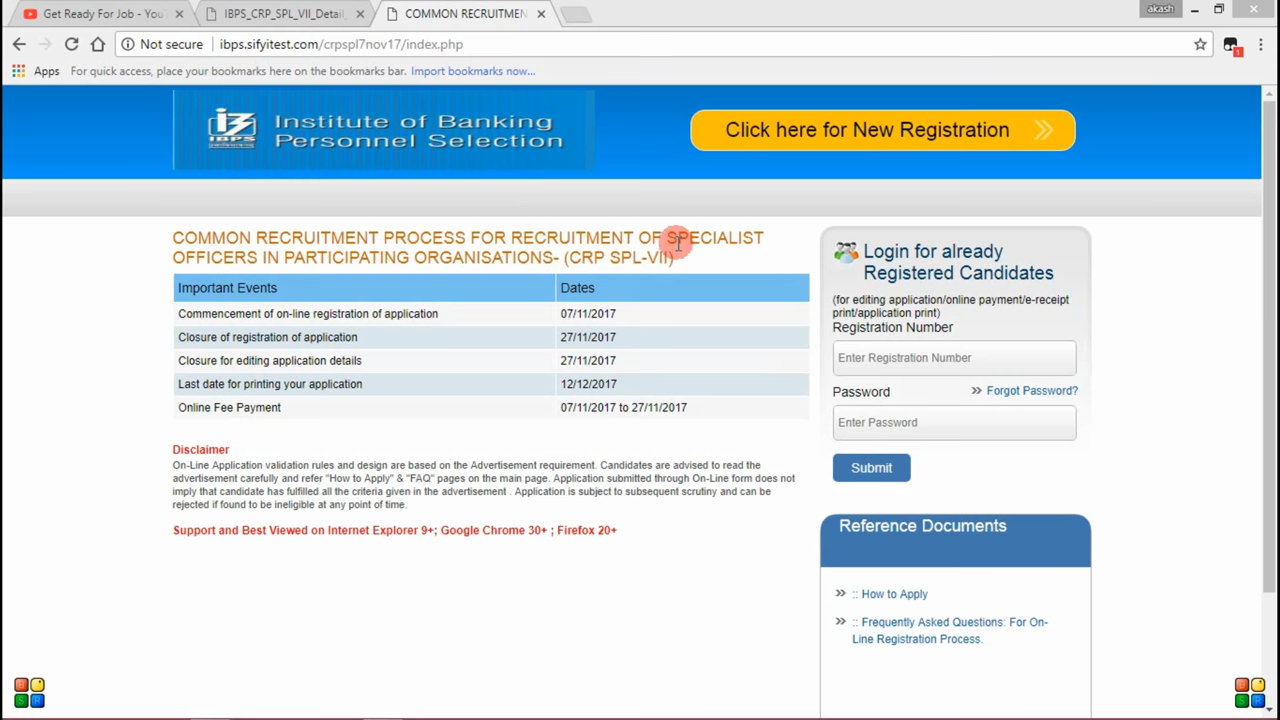 Get Ready For Job - You
IBPS_CRP_SPL_VII_Detail_
COMMON RECRUITMEN
akash
Not secure
ibps.sifyitest.com/crpspl7nov17/index.php
1
Apps
For quick access, place your bookmarks here on the bookmarks bar. Import bookmarks now...
IBPS
Institute of Banking
Personnel Selection
Click here for New Registration
COMMON RECRUITMENT PROCESS FOR RECRUITMENT OF SPECIALIST
OFFICERS IN PARTICIPATING ORGANISATIONS- (CRP SPL-VII)
Important Events Dates
Commencement of on-line registration of application 07/11/2017
Closure of registration of application 27/11/2017
Closure for editing application details 27/11/2017
Last date for printing your application 12/12/2017
Online Fee Payment 07/11/2017 to 27/11/2017
Disclaimer
On-Line Application validation rules and design are based on the Advertisement requirement. Candidates are advised to read the
advertisement carefully and refer "How to Apply" & "FAQ" pages on the main page. Application submitted through On-Line form does not
imply that candidate has fulfilled all the criteria given in the advertisement . Application is subject to subsequent scrutiny and can be
rejected if found to be ineligible at any point of time.
Support and Best Viewed on Internet Explorer 9+; Google Chrome 30+ ; Firefox 20+
Login for already
Registered Candidates
(for editing application/online payment/e-receipt
print/application print)
Registration Number
Enter Registration Number
Password
Forgot Password?
Enter Password
Submit
Reference Documents
:: How to Apply
:: Frequently Asked Questions: For On-
Line Registration Process.